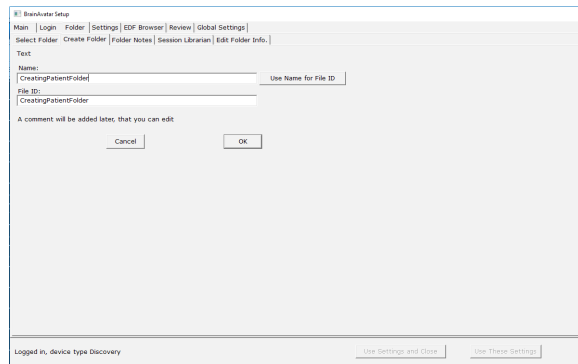 BrainAvatar Setup
Main Login Folder Settings EDF Browser Review Global Settings
Select Folder Create Folder Folder Notes Session Librarian Edit Folder Info.
Text
Name:
CreatingPatientFolder Use Name for File ID
File ID:
CreatingPatientFolder
A comment will be added later, that you can edit
Cancel OK
Logged in, device type Discovery Use Settings and Close Use These Settings